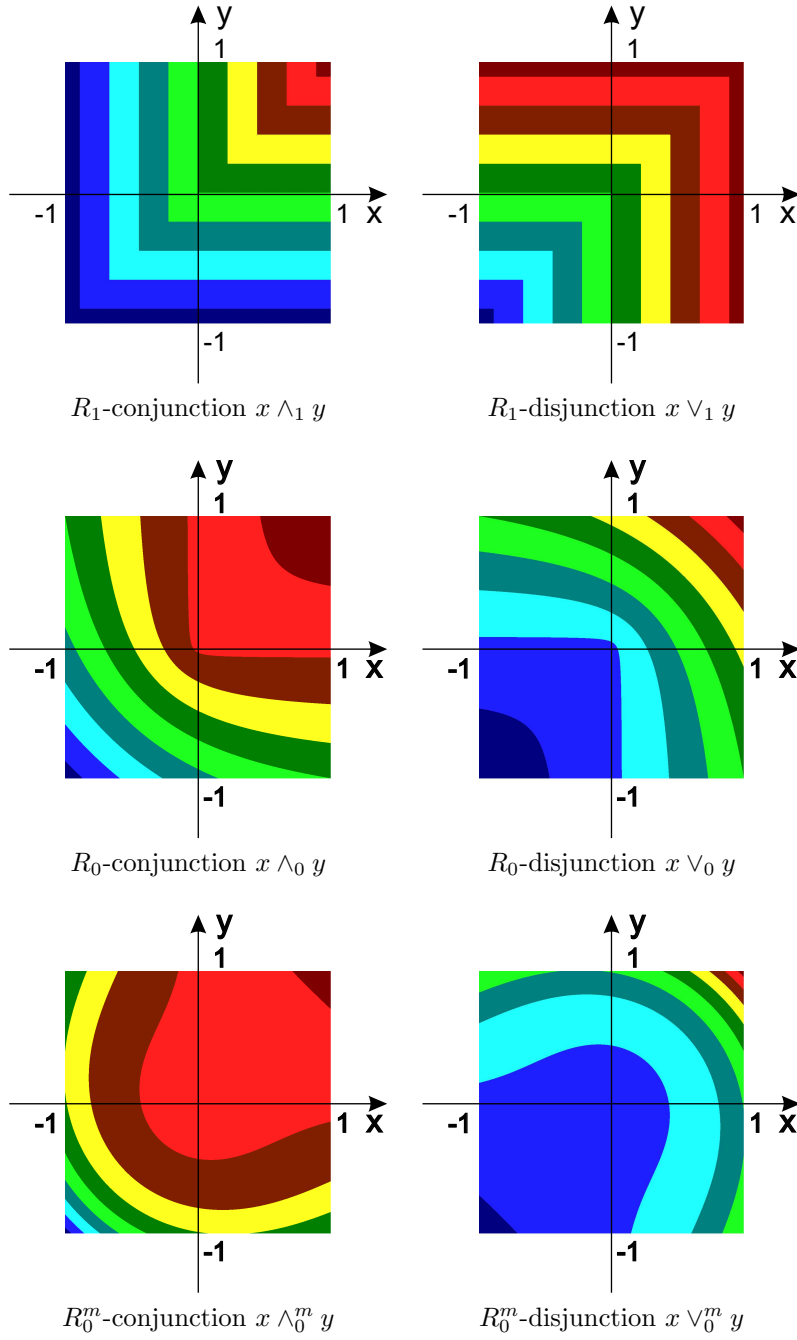 y y
1 1
-1 1 x -1 1 x
-1 -1
R₁-conjunction x ∧₁ y R₁-disjunction x ∨₁ y
y y
1 1
-1 1 x -1 1 x
-1 -1
R₀-conjunction x ∧₀ y R₀-disjunction x ∨₀ y
y y
1 1
-1 1 x -1 1 x
-1 -1
R₀ᵐ-conjunction x ∧₀ᵐ y R₀ᵐ-disjunction x ∨₀ᵐ y